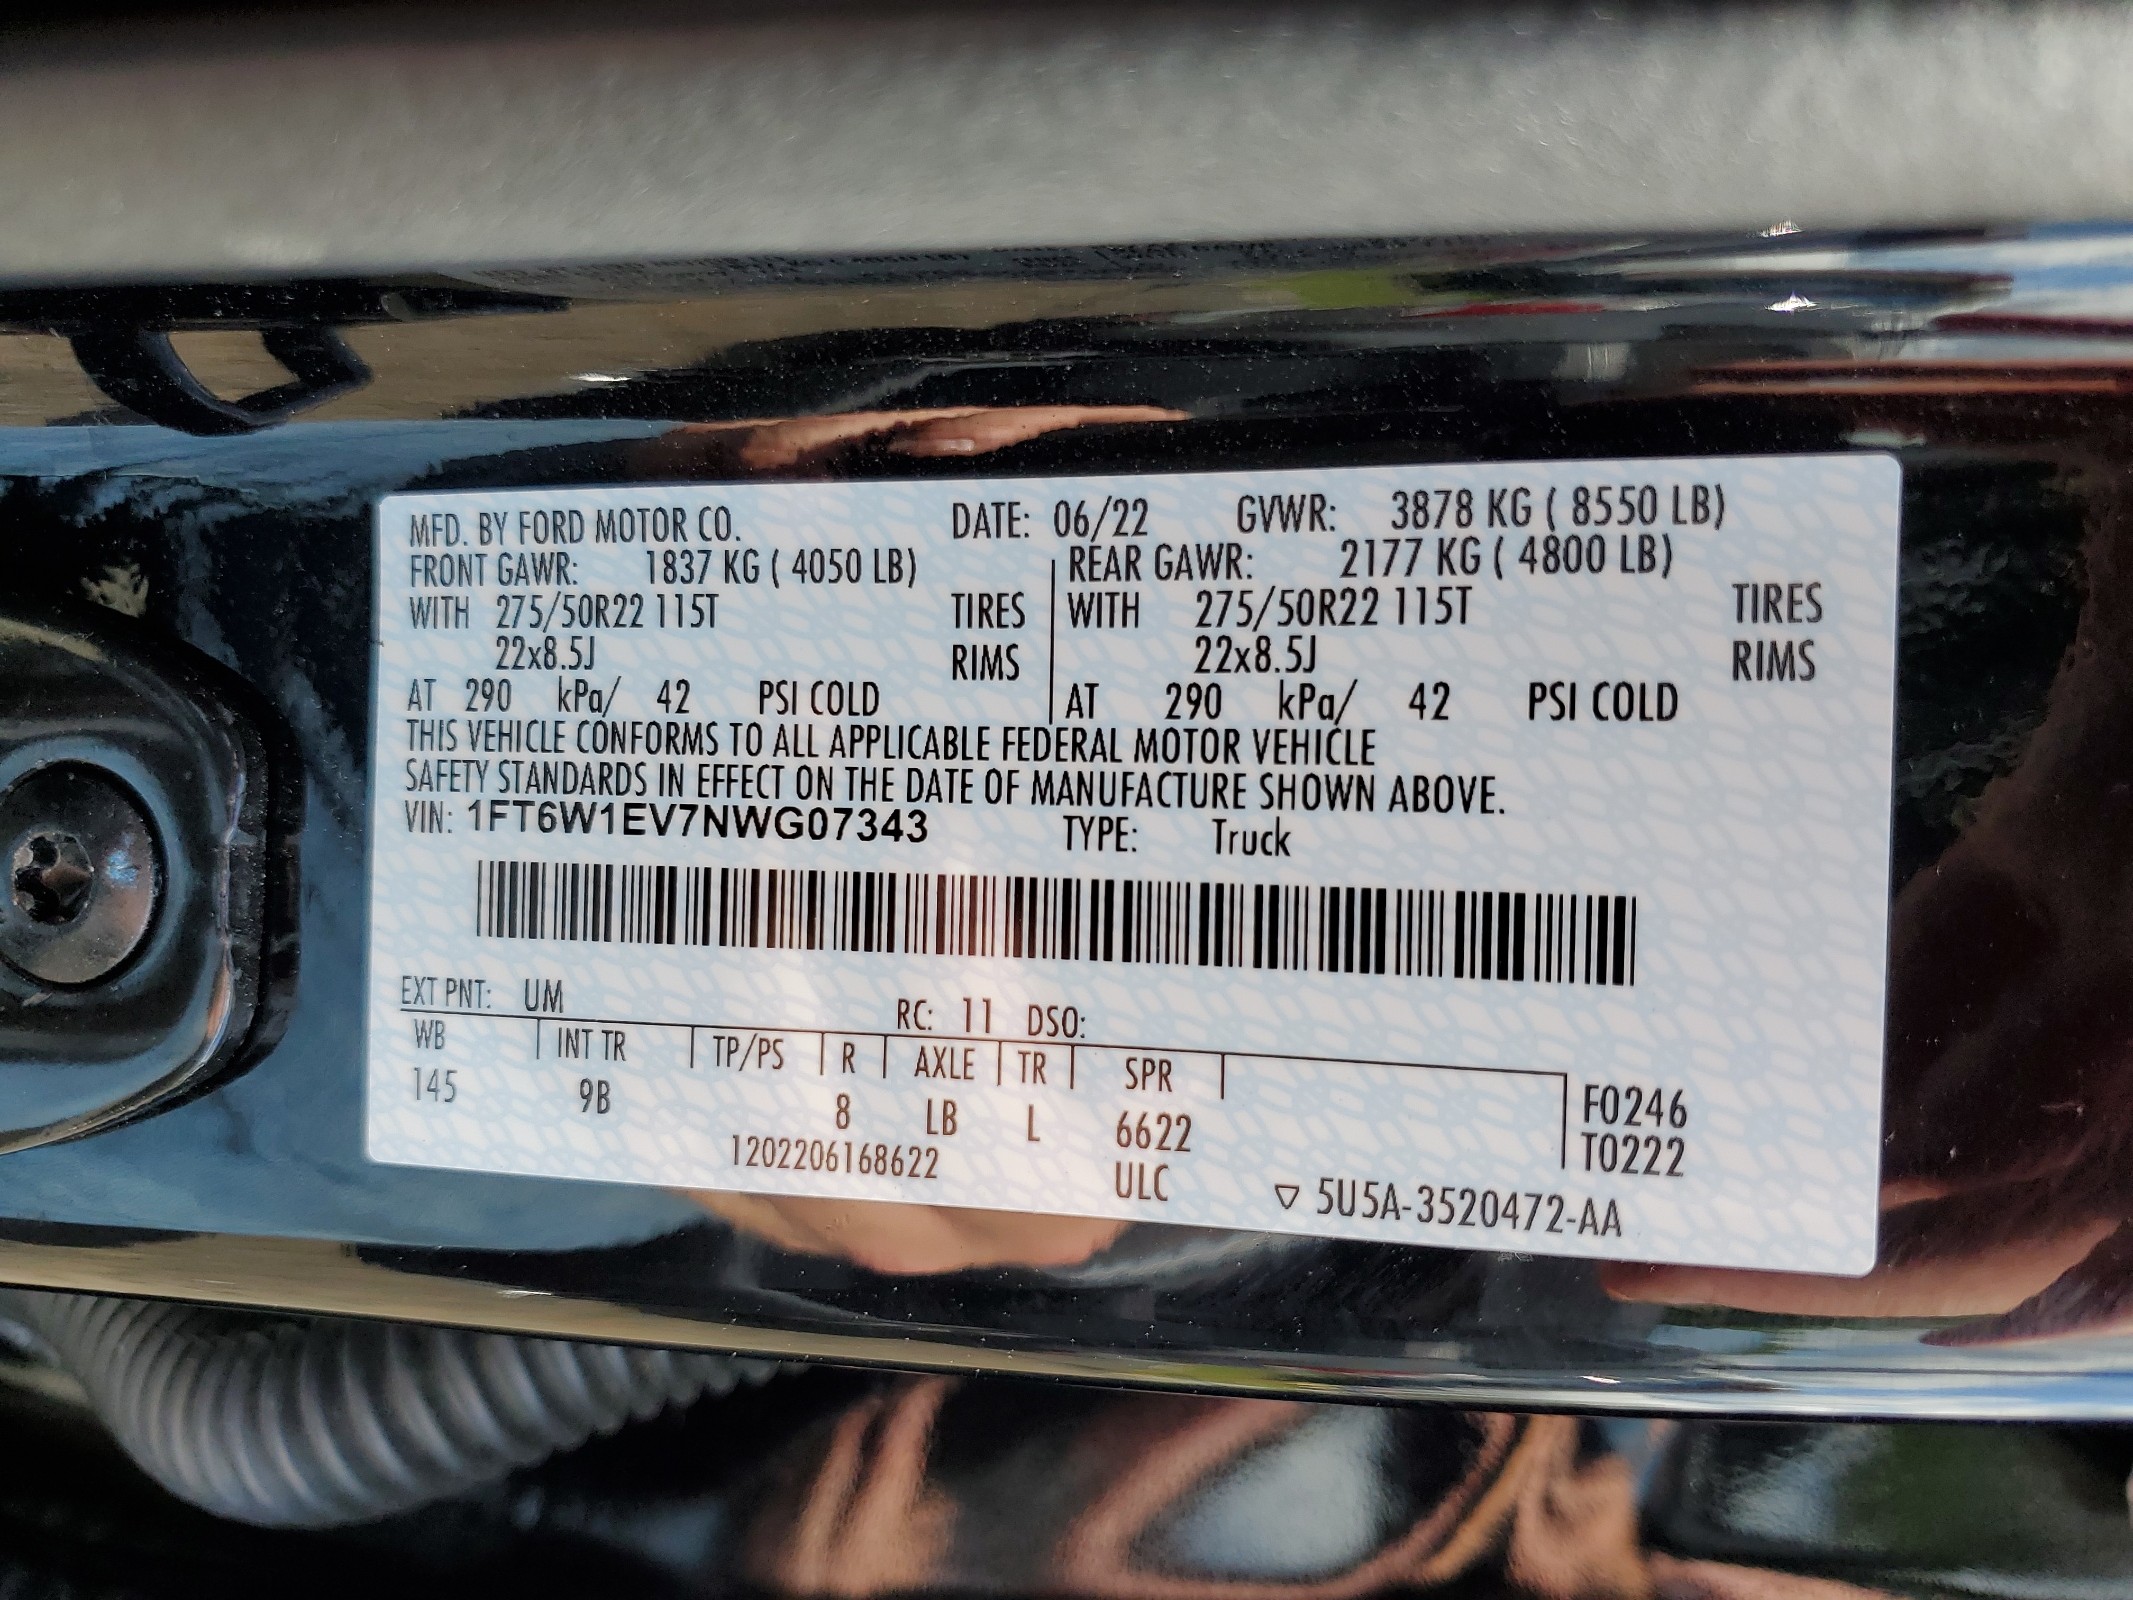 MFD. BY FORD MOTOR CO. DATE: 06/22 GVWR: 3878 KG ( 8550 LB)
FRONT GAWR: 1837 KG ( 4050 LB) REAR GAWR: 2177 KG ( 4800 LB)
WITH 275/50R22 115T TIRES WITH 275/50R22 115T TIRES
22x8.5J RIMS 22x8.5J RIMS
AT 290 kPa/ 42 PSI COLD AT 290 kPa/ 42 PSI COLD
THIS VEHICLE CONFORMS TO ALL APPLICABLE FEDERAL MOTOR VEHICLE
SAFETY STANDARDS IN EFFECT ON THE DATE OF MANUFACTURE SHOWN ABOVE.
VIN: 1FT6W1EV7NWG07343 TYPE: Truck
EXT PNT: UM RC: 11 DSO:
WB INT TR TP/PS R AXLE TR SPR
145 9B 8 LB L 6622 F0246
1202206168622 ULC T0222
▽ 5U5A-3520472-AA